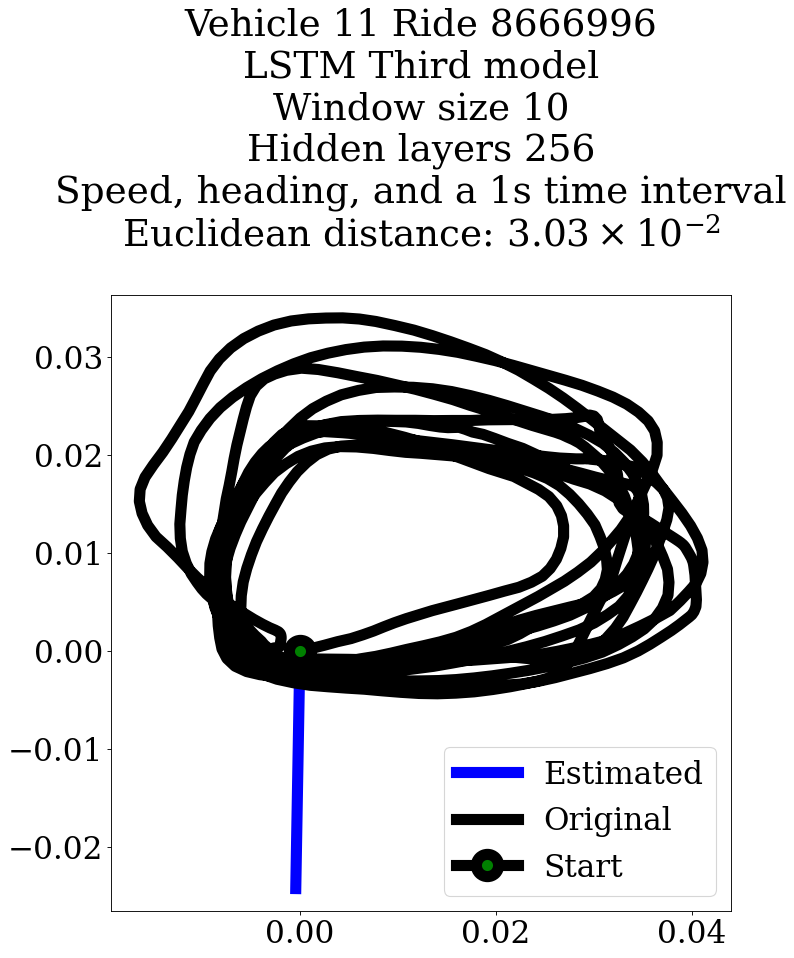 Vehicle 11 Ride 8666996
LSTM Third model
Window size 10
Hidden layers 256
Speed, heading, and a 1s time interval
Euclidean distance: 3.03 × 10⁻²
0.03
0.02
0.01
0.00
−0.01
−0.02
Estimated
Original
Start
0.00 0.02 0.04